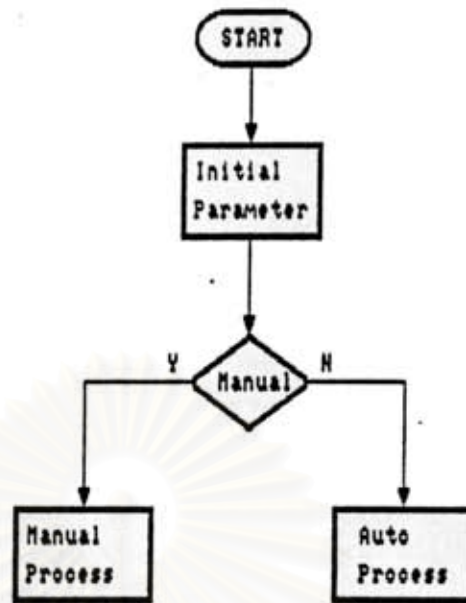 START
Initial
Parameter
Y
Manual
N
Manual
Process
Auto
Process